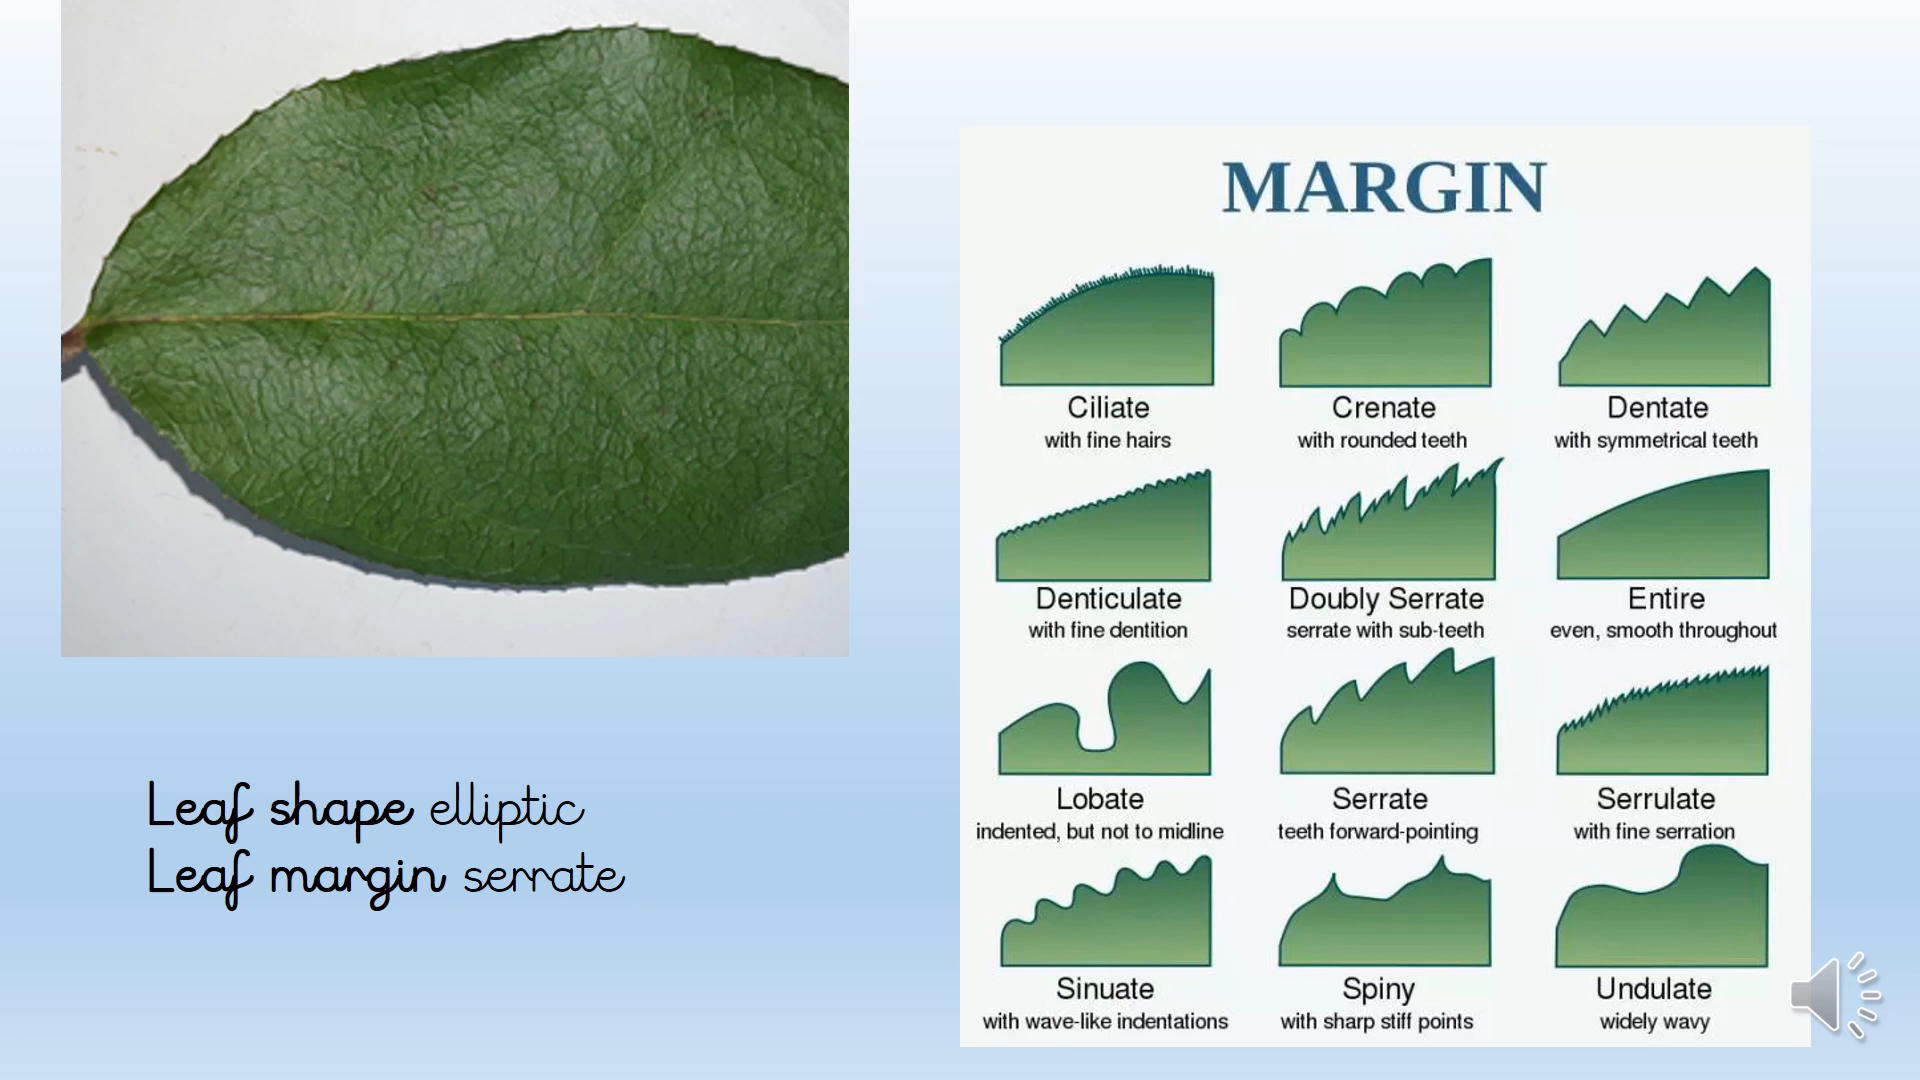 Leaf shape elliptic
Leaf margin serrate
MARGIN
Ciliate
with fine hairs
Crenate
with rounded teeth
Dentate
with symmetrical teeth
Denticulate
with fine dentition
Doubly Serrate
serrate with sub-teeth
Entire
even, smooth throughout
Lobate
indented, but not to midline
Serrate
teeth forward-pointing
Serrulate
with fine serration
Sinuate
with wave-like indentations
Spiny
with sharp stiff points
Undulate
widely wavy